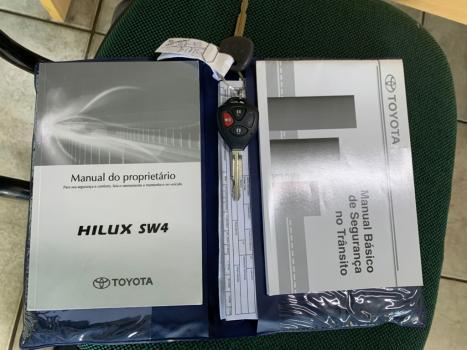 Manual do proprietário
Para sua segurança e conforto, leia-o atentamente e mantenha-o no veículo.
HILUX SW4
TOYOTA
TOYOTA
Manual Básico
de Segurança
no Trânsito